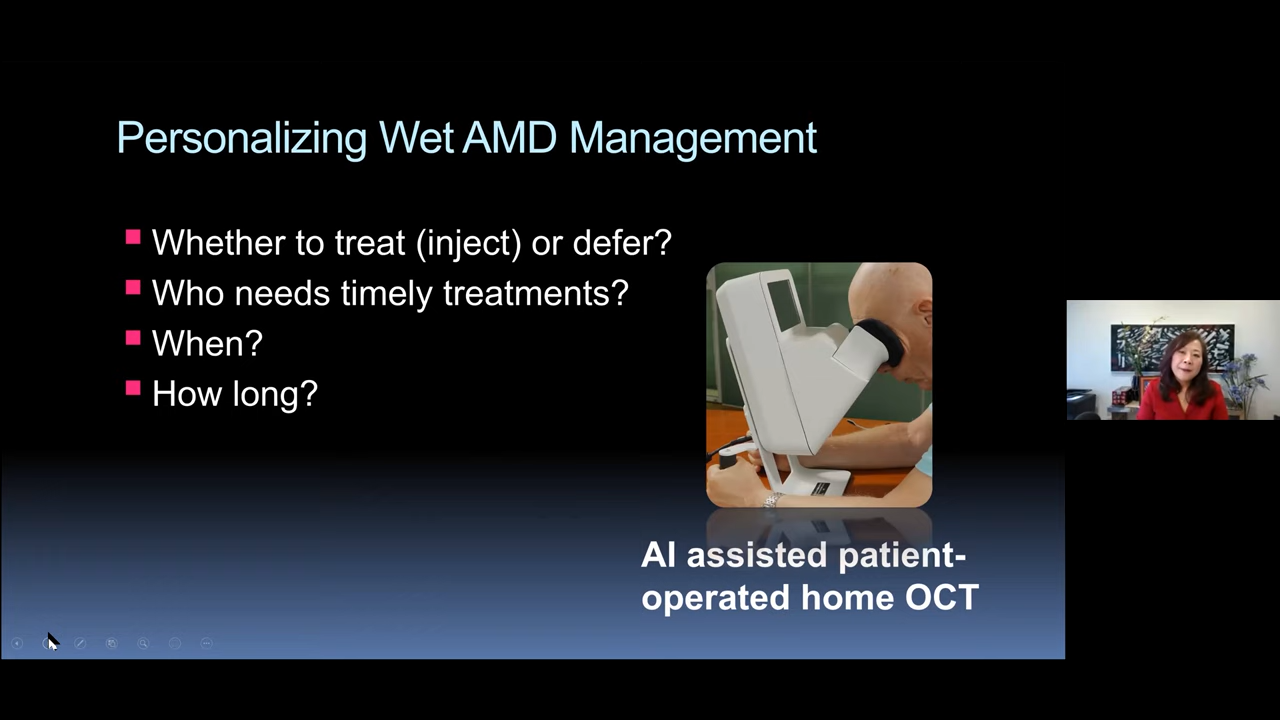 Personalizing Wet AMD Management
Whether to treat (inject) or defer?
Who needs timely treatments?
When?
How long?
AI assisted patient-
operated home OCT